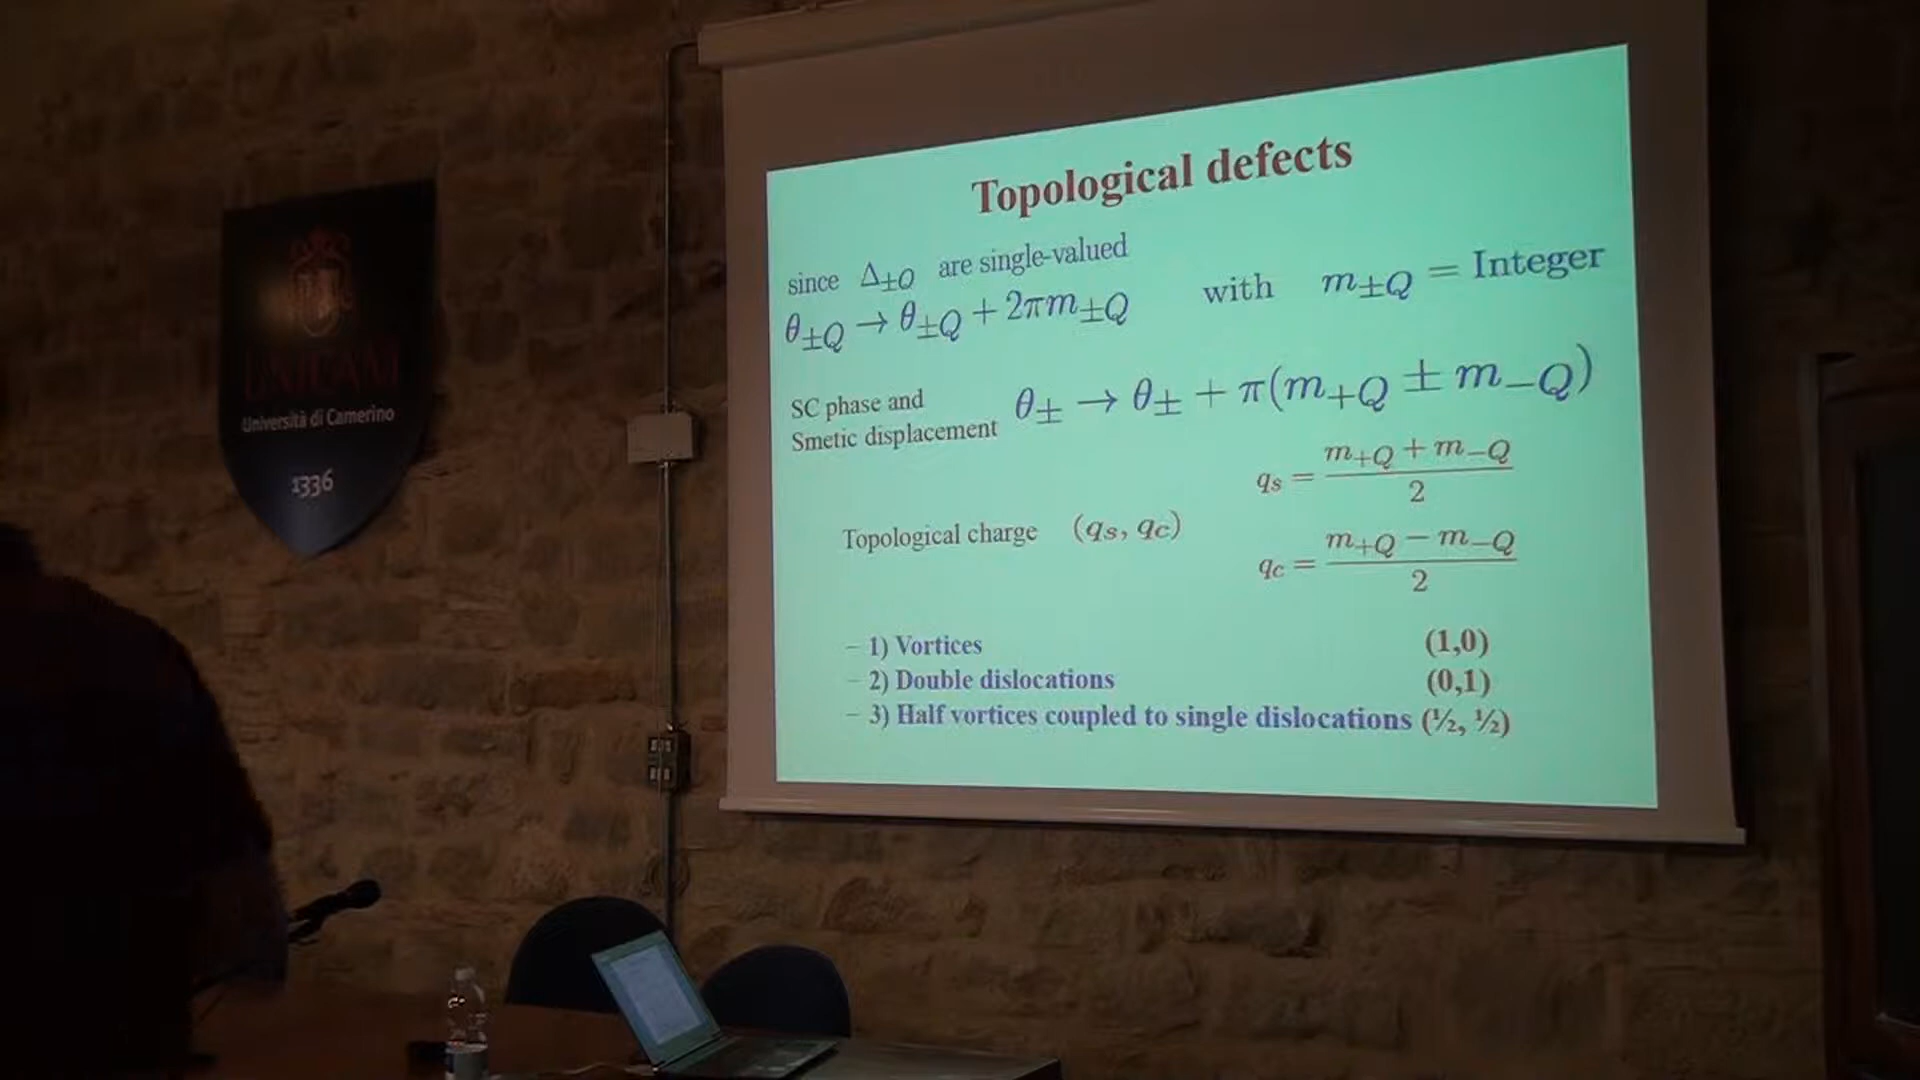 UNICAM
Università di Camerino
1336
Topological defects
since Δ±Q are single-valued
θ±Q → θ±Q + 2πm±Q with m±Q = Integer
SC phase and
Smetic displacement θ± → θ± + π(m+Q ± m−Q)
qs = (m+Q + m−Q)/2
Topological charge (qs, qc)
qc = (m+Q − m−Q)/2
– 1) Vortices (1,0)
– 2) Double dislocations (0,1)
– 3) Half vortices coupled to single dislocations (½, ½)